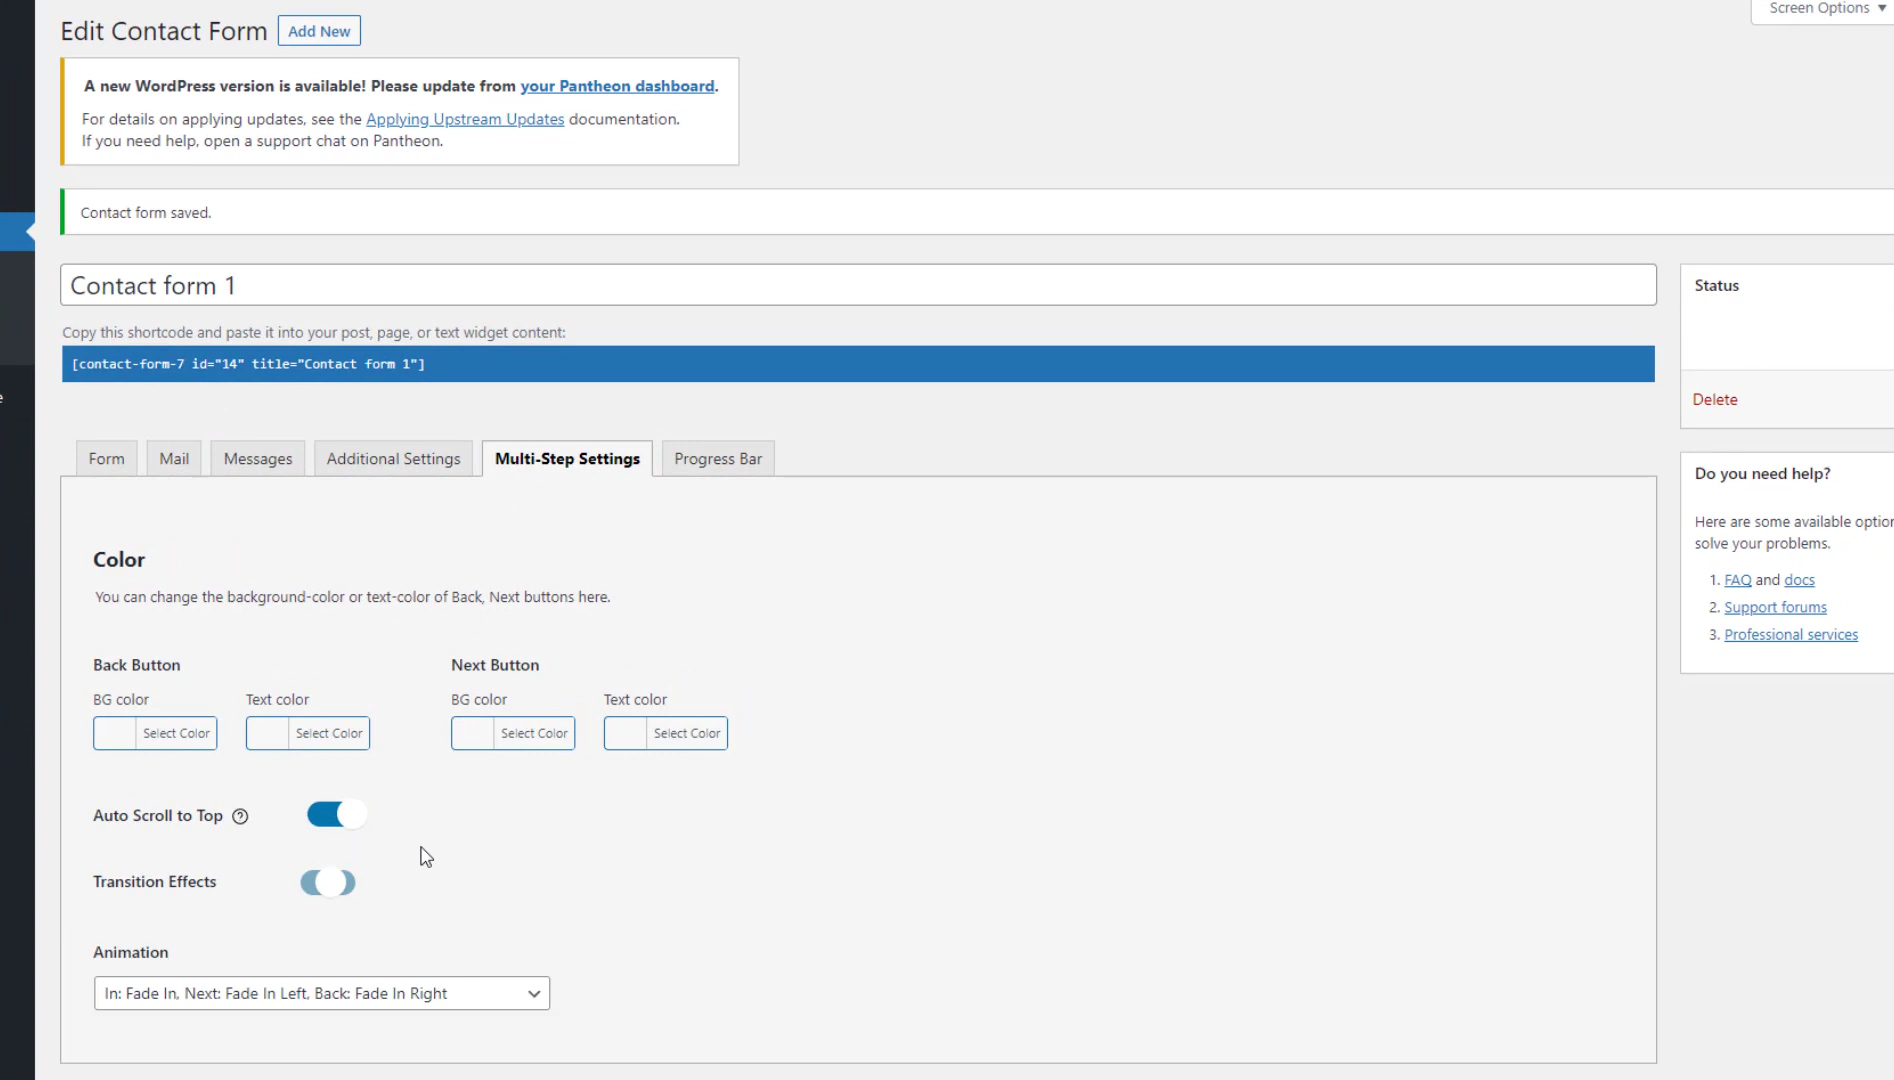 Screen Options
Edit Contact Form
Add New
A new WordPress version is available! Please update from your Pantheon dashboard.
For details on applying updates, see the Applying Upstream Updates documentation.
If you need help, open a support chat on Pantheon.
Contact form saved.
Contact form 1
Copy this shortcode and paste it into your post, page, or text widget content:
[contact-form-7 id="14" title="Contact form 1"]
Status
Delete
Form
Mail
Messages
Additional Settings
Multi-Step Settings
Progress Bar
Do you need help?
Here are some available option
solve your problems.
1. FAQ and docs
2. Support forums
3. Professional services
Color
You can change the background-color or text-color of Back, Next buttons here.
Back Button
Next Button
BG color
Text color
BG color
Text color
Select Color
Select Color
Select Color
Select Color
Auto Scroll to Top
Transition Effects
Animation
In: Fade In, Next: Fade In Left, Back: Fade In Right